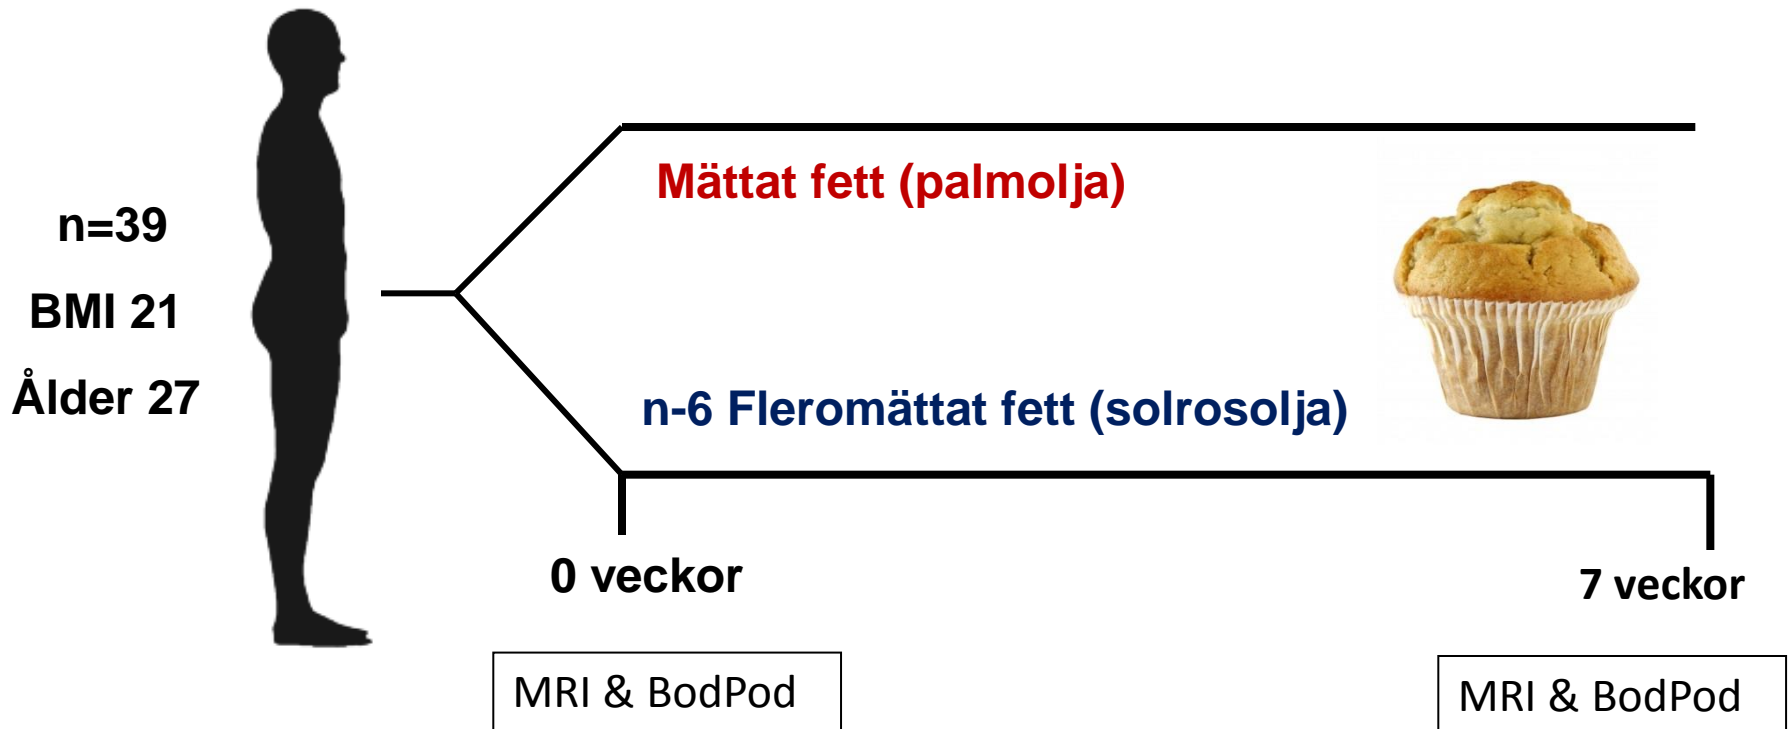 n=39
BMI 21
Ålder 27
Mättat fett (palmolja)
n-6 Fleromättat fett (solrosolja)
0 veckor
7 veckor
MRI & BodPod
MRI & BodPod